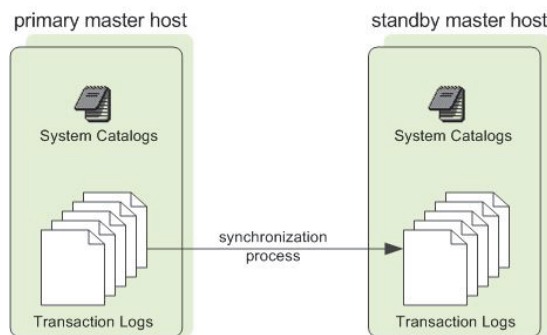 primary master host
standby master host
System Catalogs
System Catalogs
synchronization
process
Transaction Logs
Transaction Logs